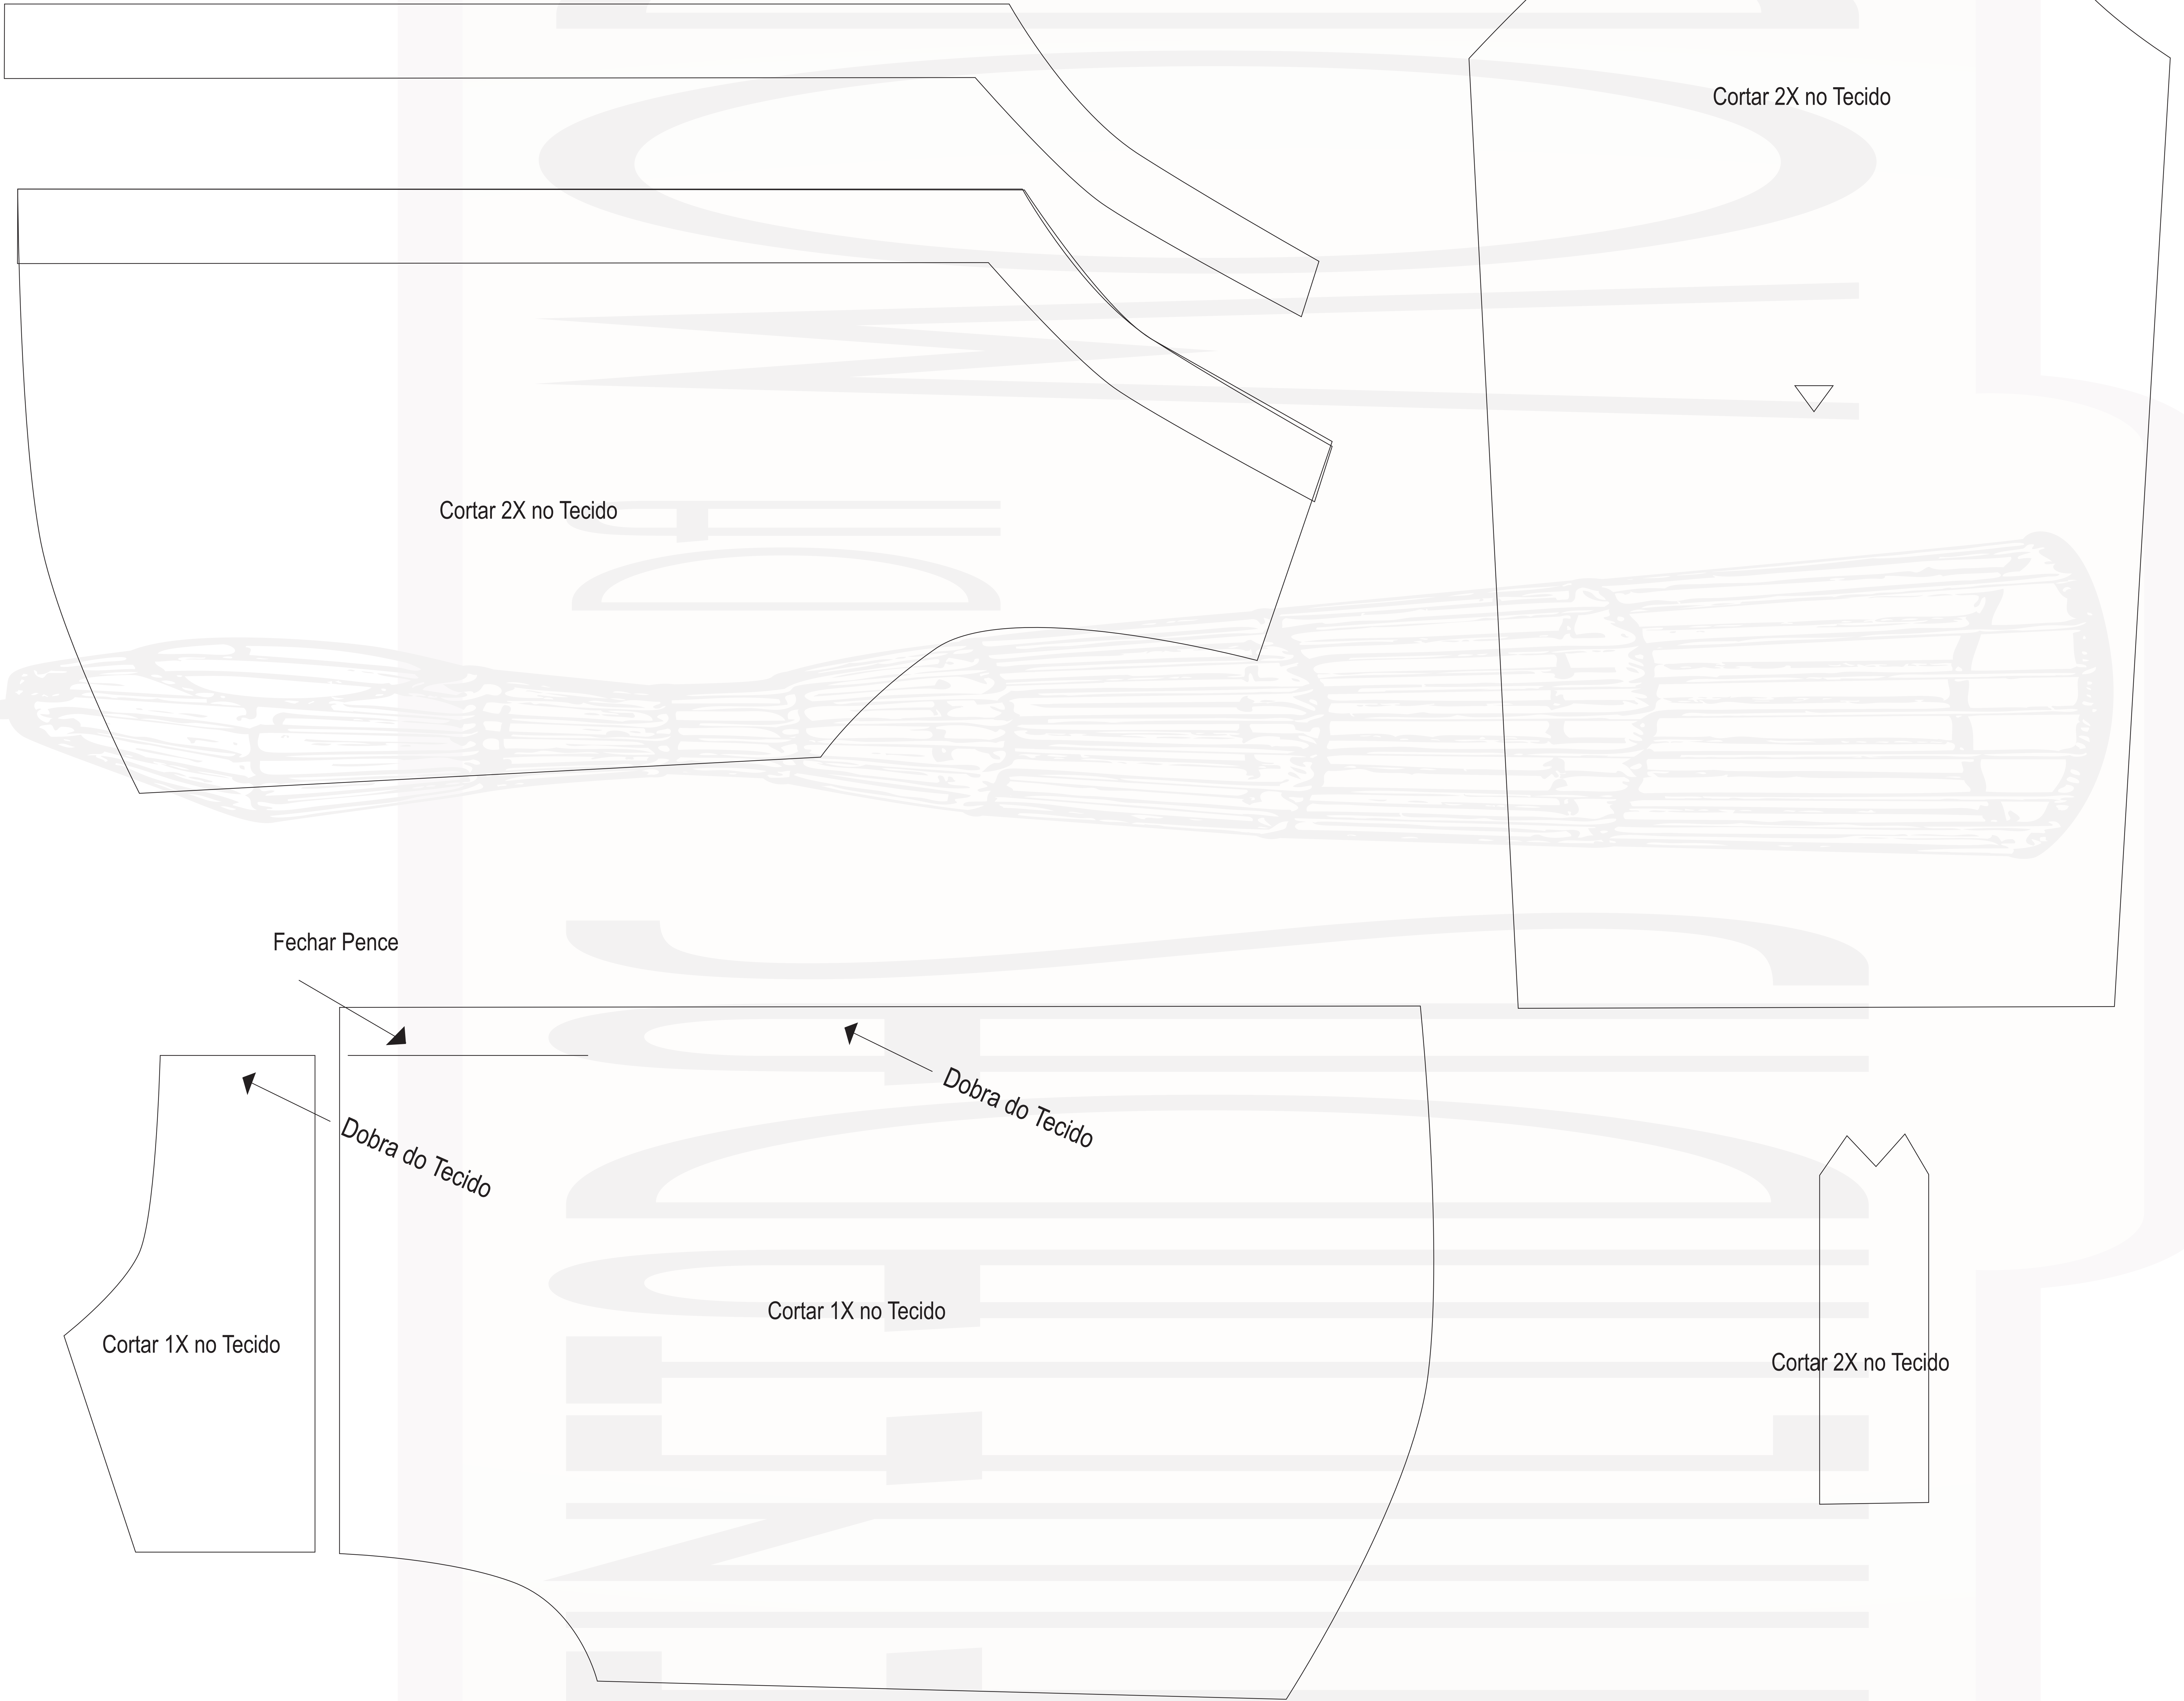 Cortar 2X no Tecido
Cortar 2X no Tecido
Fechar Pence
Dobra do Tecido
Dobra do Tecido
Cortar 1X no Tecido
Cortar 1X no Tecido
Cortar 2X no Tecido